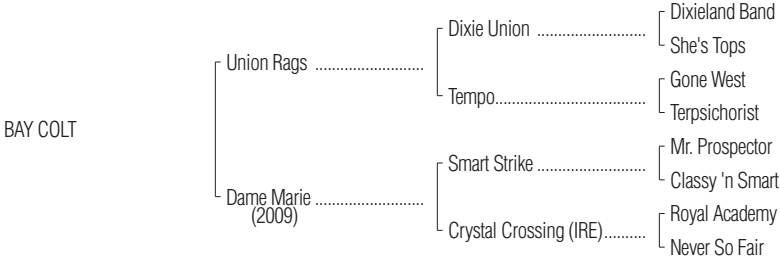 Dixieland Band
Dixie Union ..........................
She's Tops
Union Rags ..........................
Gone West
Tempo....................................
Terpsichorist
BAY COLT
Mr. Prospector
Smart Strike ..........................
Classy 'n Smart
Dame Marie ..........................
(2009)
Royal Academy
Crystal Crossing (IRE)..........
Never So Fair